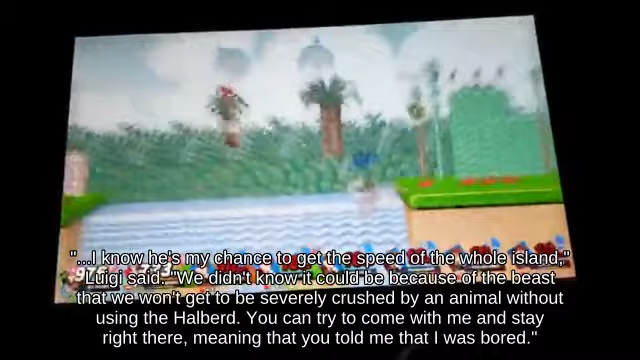 "...I know he's my chance to get the speed of the whole island,"
Luigi said. "We didn't know it could be because of the beast
that we won't get to be severely crushed by an animal without
using the Halberd. You can try to come with me and stay
right there, meaning that you told me that I was bored."